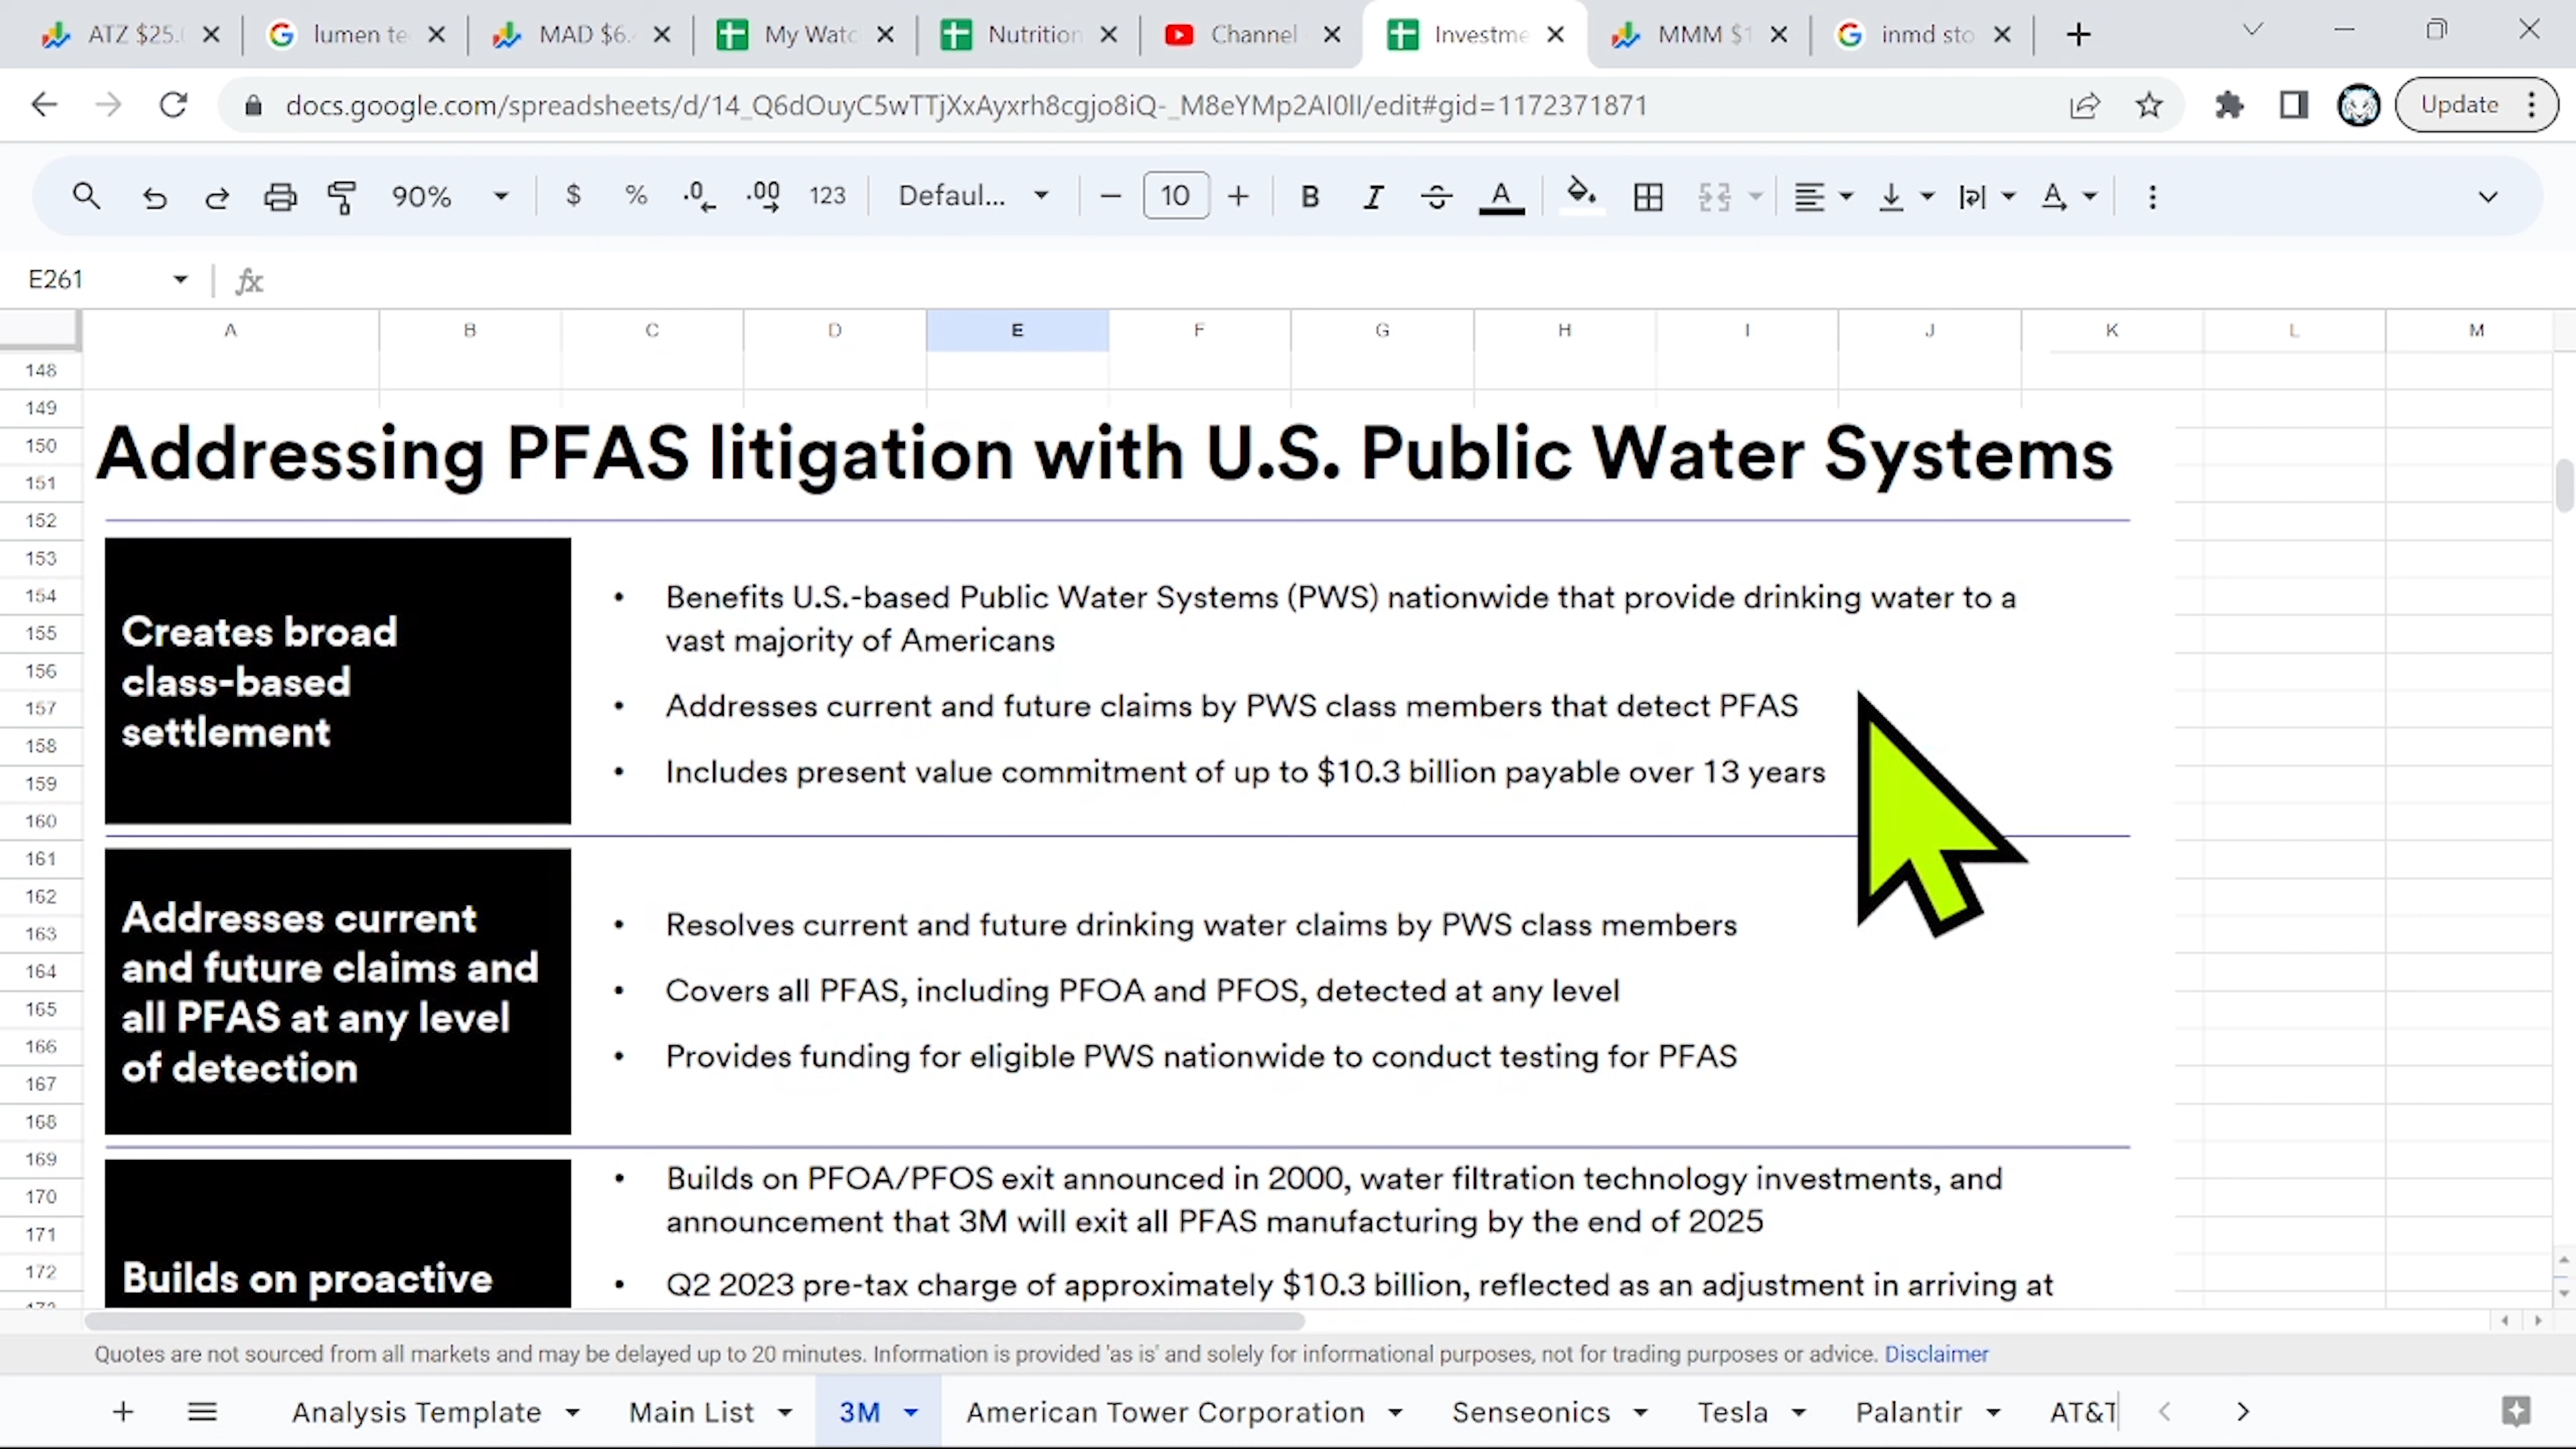 ATZ $25.
lumen te
MAD $6.
My Watc
Nutrition
Channel
Investme
MMM $1
inmd sto
docs.google.com/spreadsheets/d/14_Q6dOuyC5wTTjXxAyxrh8cgjo8iQ-_M8eYMp2AI0lI/edit#gid=1172371871
Update
90% $ % .0 .00 123 Defaul... 10 B I A
E261 fx
A B C D E F G H I J K L M
148
149
150
151
152
153
154
155
156
157
158
159
160
161
162
163
164
165
166
167
168
169
170
171
172
Addressing PFAS litigation with U.S. Public Water Systems
Creates broad
class-based
settlement
• Benefits U.S.-based Public Water Systems (PWS) nationwide that provide drinking water to a
vast majority of Americans
• Addresses current and future claims by PWS class members that detect PFAS
• Includes present value commitment of up to $10.3 billion payable over 13 years
Addresses current
and future claims and
all PFAS at any level
of detection
• Resolves current and future drinking water claims by PWS class members
• Covers all PFAS, including PFOA and PFOS, detected at any level
• Provides funding for eligible PWS nationwide to conduct testing for PFAS
Builds on proactive
• Builds on PFOA/PFOS exit announced in 2000, water filtration technology investments, and
announcement that 3M will exit all PFAS manufacturing by the end of 2025
• Q2 2023 pre-tax charge of approximately $10.3 billion, reflected as an adjustment in arriving at
Quotes are not sourced from all markets and may be delayed up to 20 minutes. Information is provided 'as is' and solely for informational purposes, not for trading purposes or advice. Disclaimer
Analysis Template
Main List
3M
American Tower Corporation
Senseonics
Tesla
Palantir
AT&T